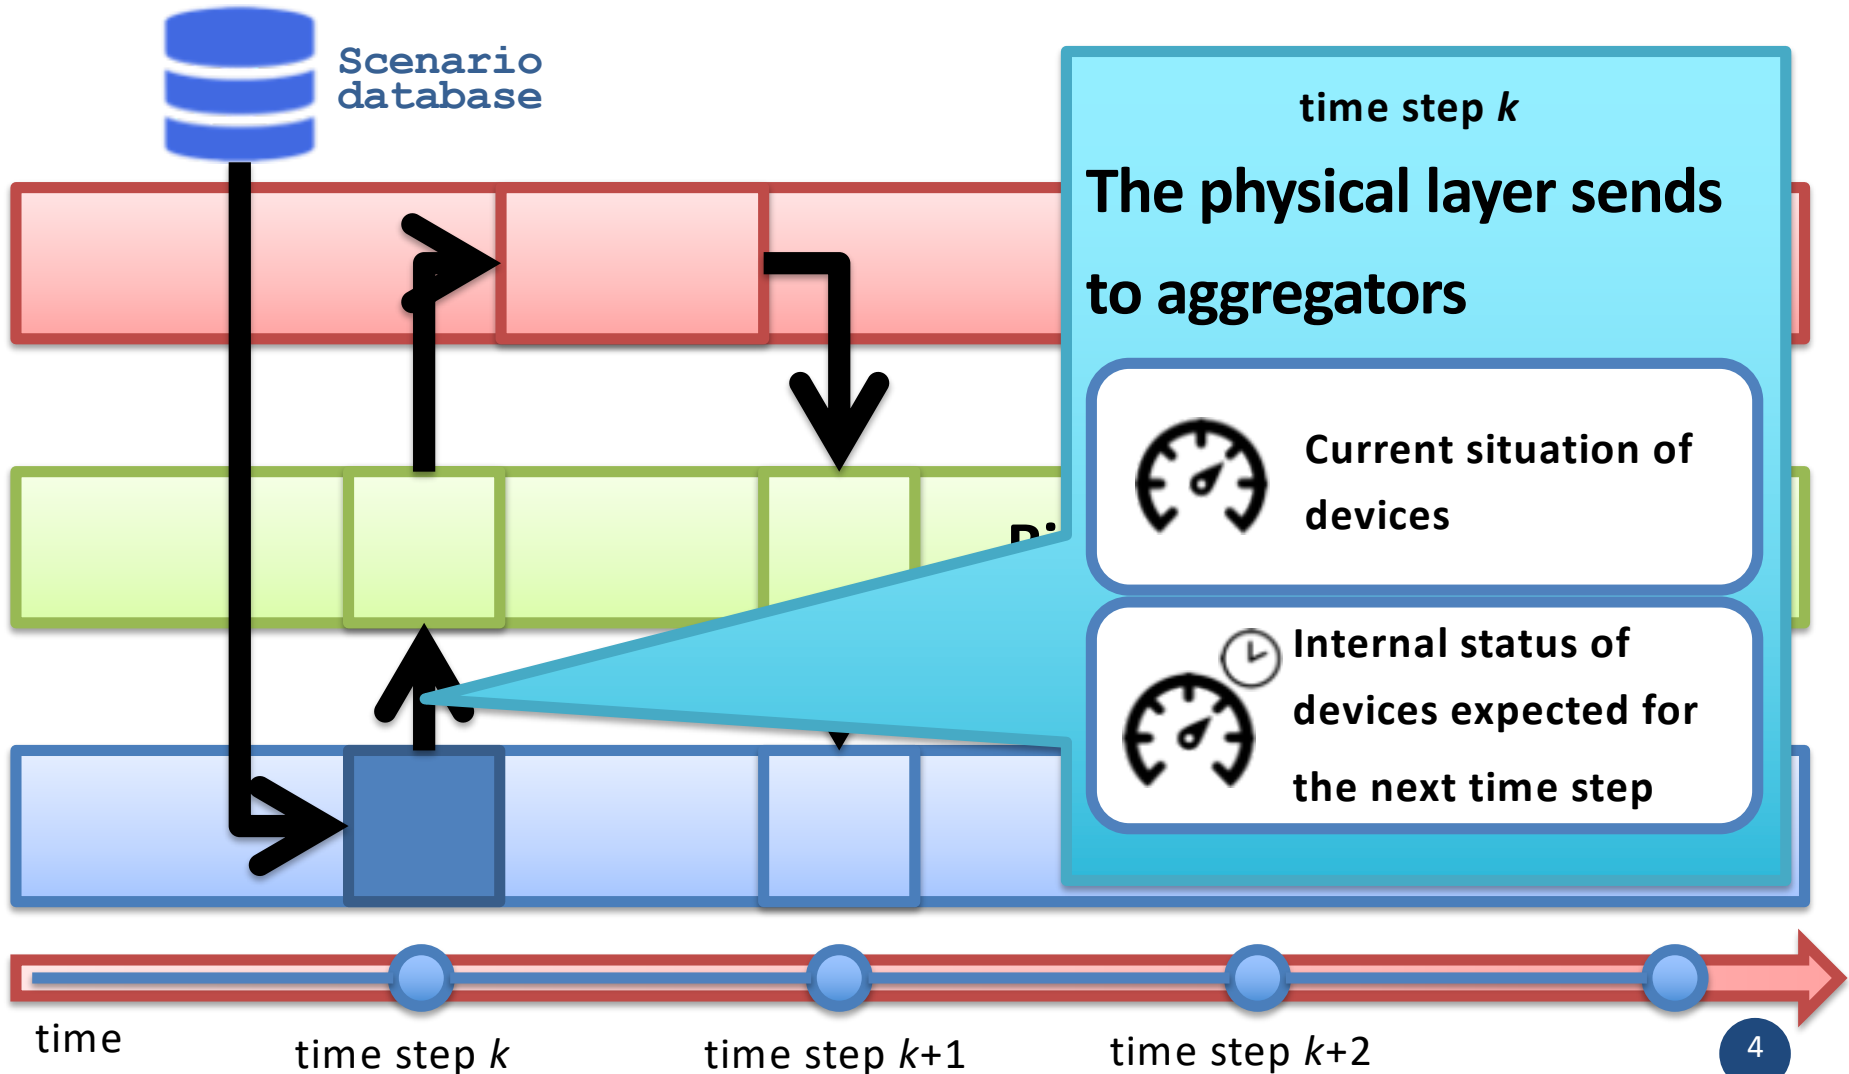 Scenario
database
time step k
The physical layer sends
to aggregators
Current situation of
devices
Internal status of
devices expected for
the next time step
time
time step k
time step k+1
time step k+2
4